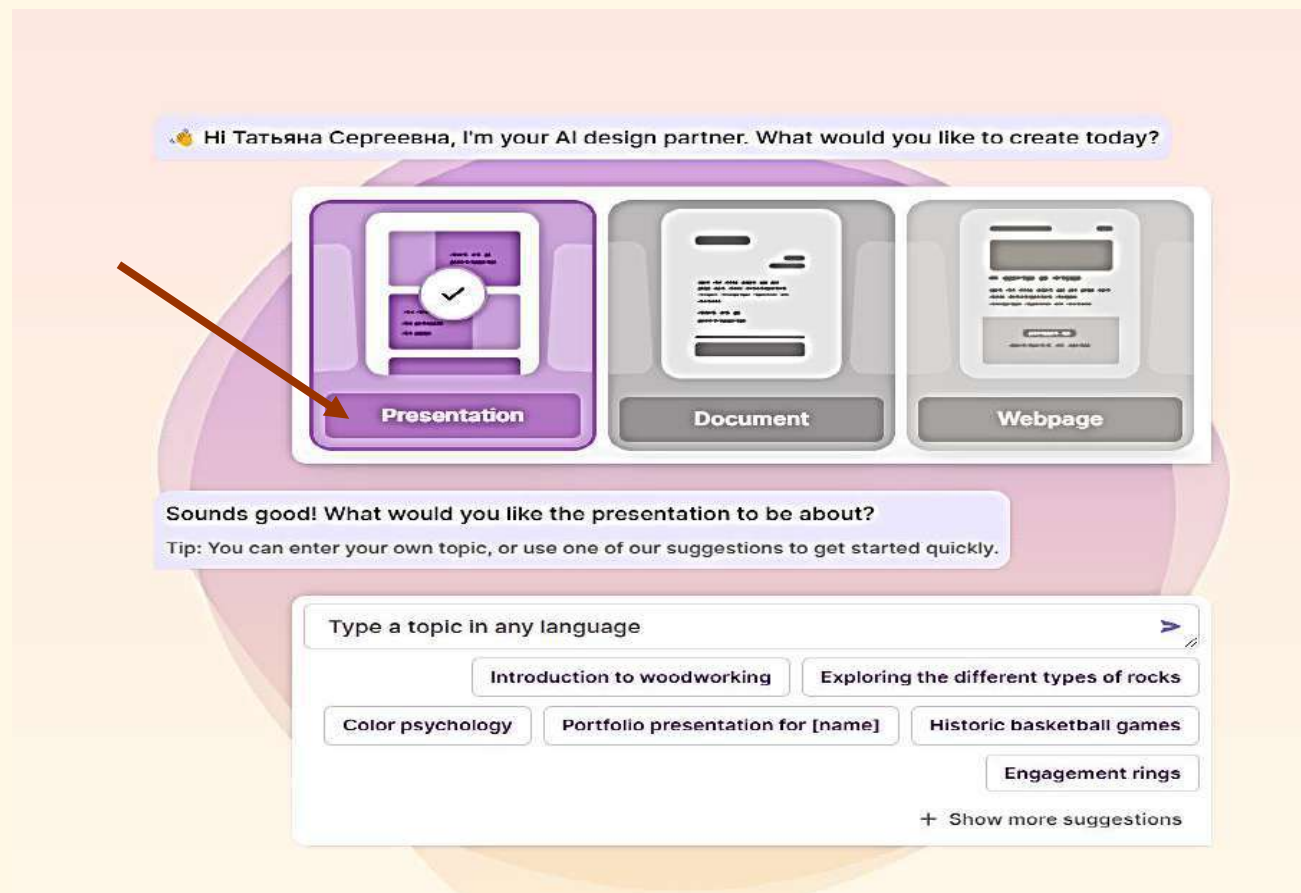 👋 Hi Татьяна Сергеевна, I'm your AI design partner. What would you like to create today?
Presentation
Document
Webpage
Sounds good! What would you like the presentation to be about?
Tip: You can enter your own topic, or use one of our suggestions to get started quickly.
Type a topic in any language
Introduction to woodworking
Exploring the different types of rocks
Color psychology
Portfolio presentation for [name]
Historic basketball games
Engagement rings
+ Show more suggestions